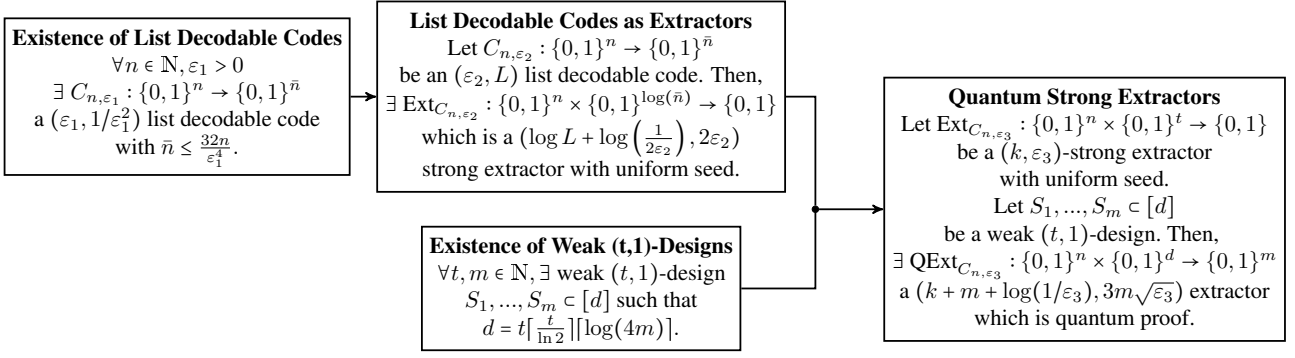 Existence of List Decodable Codes
∀n ∈ ℕ, ε₁ > 0
∃ C_{n,ε₁} : {0, 1}^n → {0, 1}^{n̄}
a (ε₁, 1/ε₁²) list decodable code
with n̄ ≤ 32n/ε₁⁴.
List Decodable Codes as Extractors
Let C_{n,ε₂} : {0, 1}^n → {0, 1}^{n̄}
be an (ε₂, L) list decodable code. Then,
∃ Ext_{C_{n,ε₂}} : {0, 1}^n × {0, 1}^{log(n̄)} → {0, 1}
which is a (log L + log(1/(2ε₂)), 2ε₂)
strong extractor with uniform seed.
Existence of Weak (t,1)-Designs
∀t, m ∈ ℕ, ∃ weak (t, 1)-design
S₁, ..., S_m ⊂ [d] such that
d = t⌈t/ln 2⌉⌈log(4m)⌉.
Quantum Strong Extractors
Let Ext_{C_{n,ε₃}} : {0, 1}^n × {0, 1}^t → {0, 1}
be a (k, ε₃)-strong extractor
with uniform seed.
Let S₁, ..., S_m ⊂ [d]
be a weak (t, 1)-design. Then,
∃ QExt_{C_{n,ε₃}} : {0, 1}^n × {0, 1}^d → {0, 1}^m
a (k + m + log(1/ε₃), 3m√ε₃) extractor
which is quantum proof.